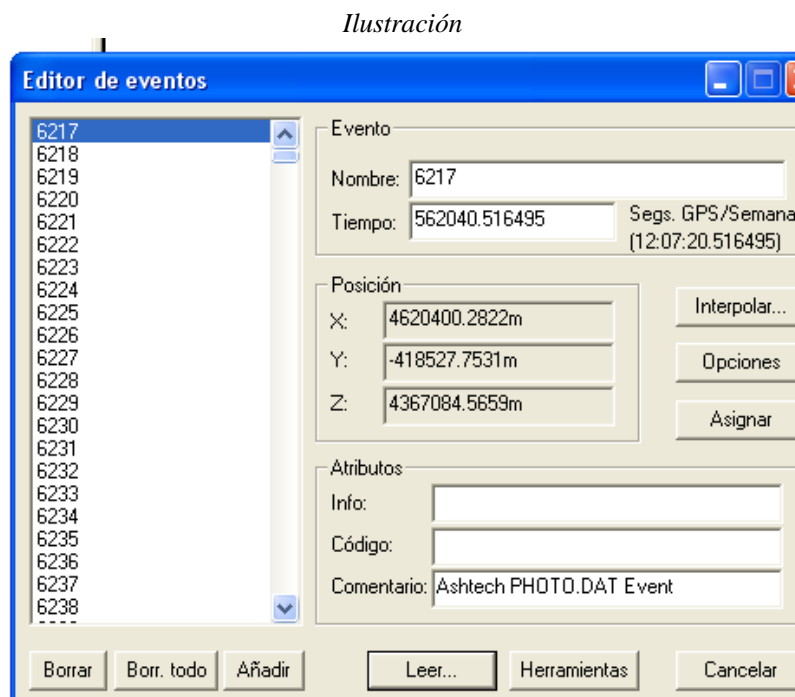 Ilustración
Editor de eventos
6217
6218
6219
6220
6221
6222
6223
6224
6225
6226
6227
6228
6229
6230
6231
6232
6233
6234
6235
6236
6237
6238
Evento
Nombre: 6217
Tiempo: 562040.516495 Segs. GPS/Semana
(12:07:20.516495)
Posición
X: 4620400.2822m
Y: -418527.7531m
Z: 4367084.5659m
Interpolar...
Opciones
Asignar
Atributos
Info:
Código:
Comentario: Ashtech PHOTO.DAT Event
Borrar Borr. todo Añadir Leer... Herramientas Cancelar